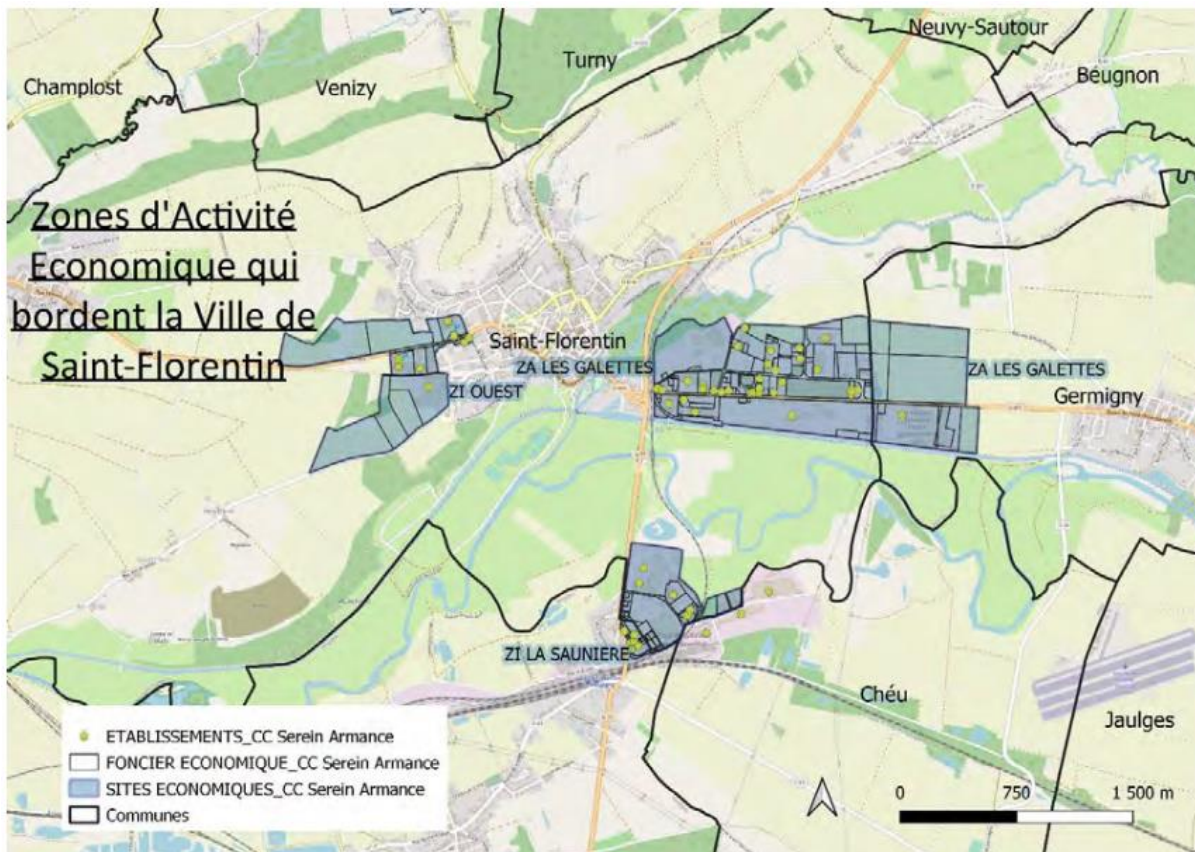 Neuvy-Sautour
Turny
Champlost
Venizy
Beugnon
Zones d'Activité
Economique qui
bordent la Ville de
Saint-Florentin
Saint-Florentin
ZA LES GALETTES
ZA LES GALETTES
ZI OUEST
Germigny
ZI LA SAUNIERE
Chéu
Jaulges
ETABLISSEMENTS_CC Serein Armance
FONCIER ECONOMIQUE_CC Serein Armance
SITES ECONOMIQUES_CC Serein Armance
Communes
0 750 1 500 m